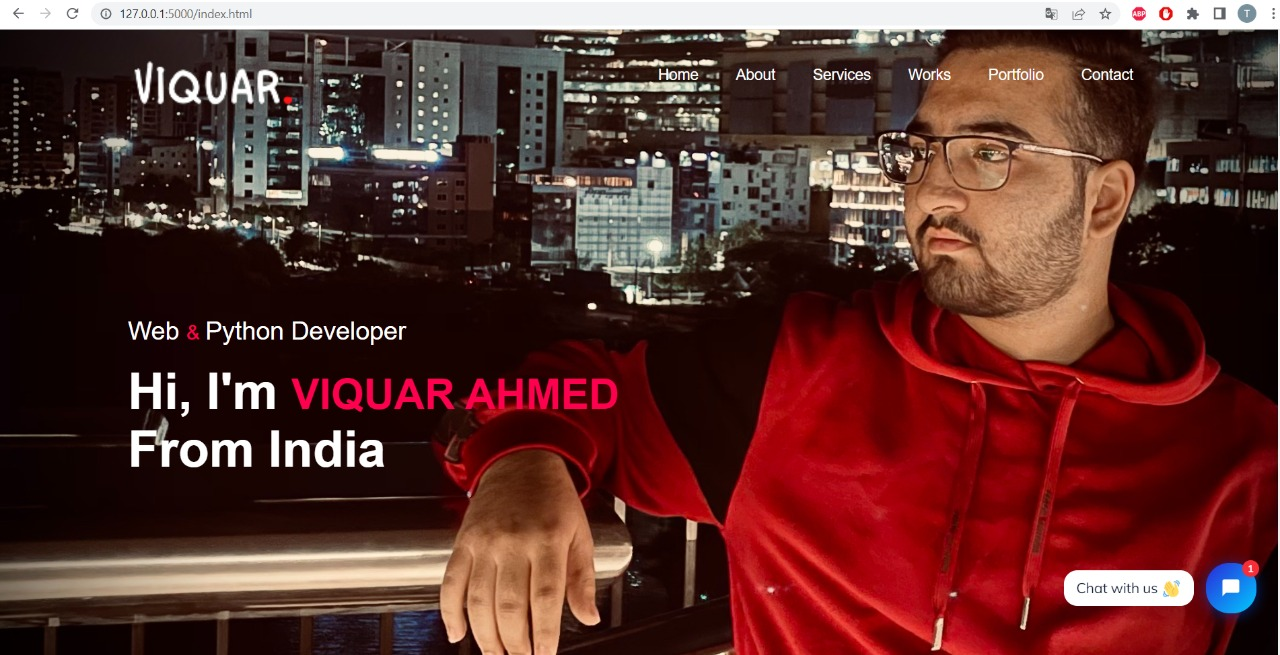 127.0.0.1:5000/index.html
ABP
T
VIQUAR.
Home About Services Works Portfolio Contact
Web & Python Developer
Hi, I'm VIQUAR AHMED
From India
Chat with us 👋
1